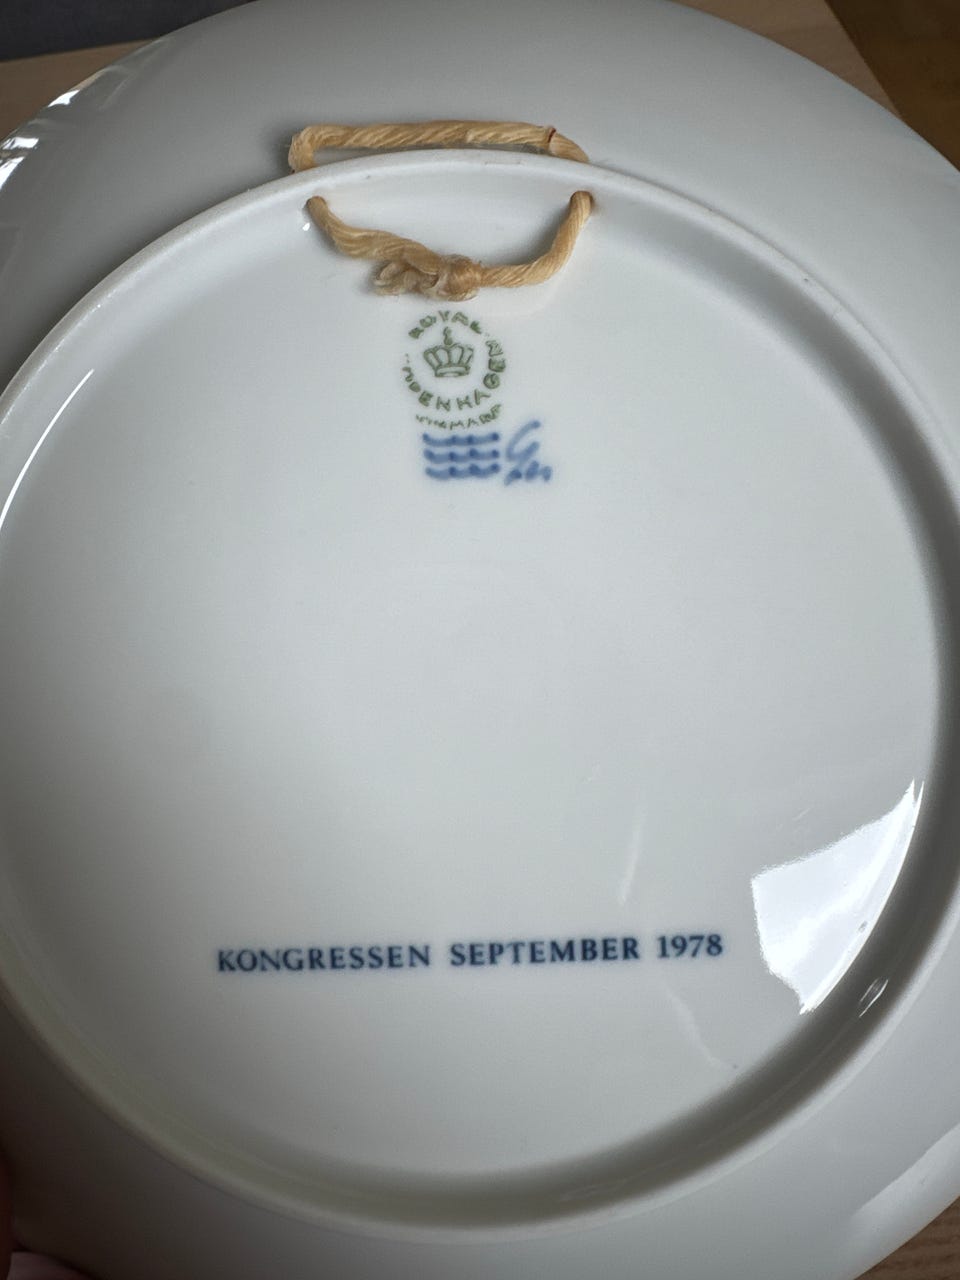 ROYAL COPENHAGEN
DENMARK
KONGRESSEN SEPTEMBER 1978